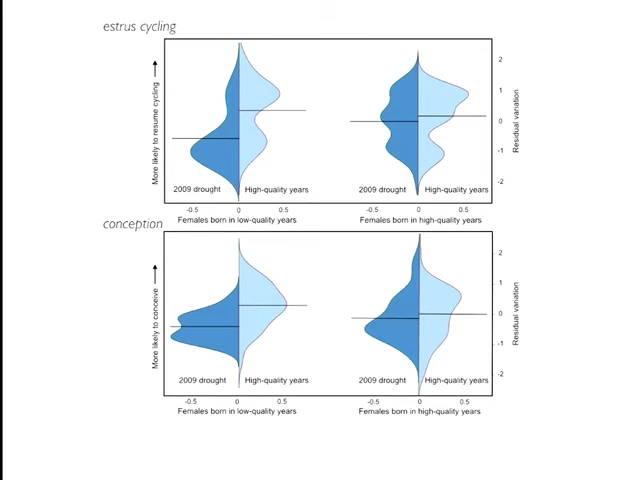 estrus cycling
More likely to resume cycling
2009 drought High-quality years
2009 drought High-quality years
2
1
0
-1
-2
Residual variation
-0.5 0 0.5
-0.5 0 0.5
Females born in low-quality years
Females born in high-quality years
conception
More likely to conceive
2009 drought High-quality years
2009 drought High-quality years
2
1
0
-1
-2
Residual variation
-0.5 0 0.5
-0.5 0 0.5
Females born in low-quality years
Females born in high-quality years